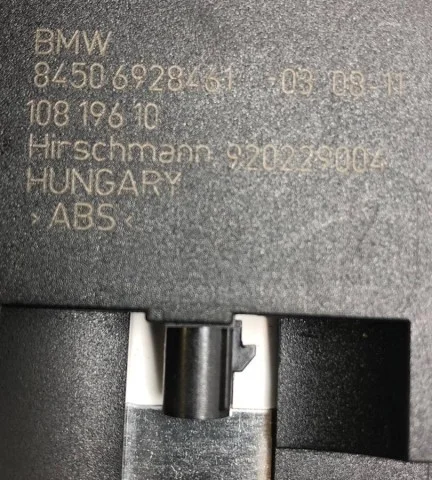 BMW
8450 6928461 -03 08-11
108 196 10
Hirschmann 920229004
HUNGARY
>ABS<